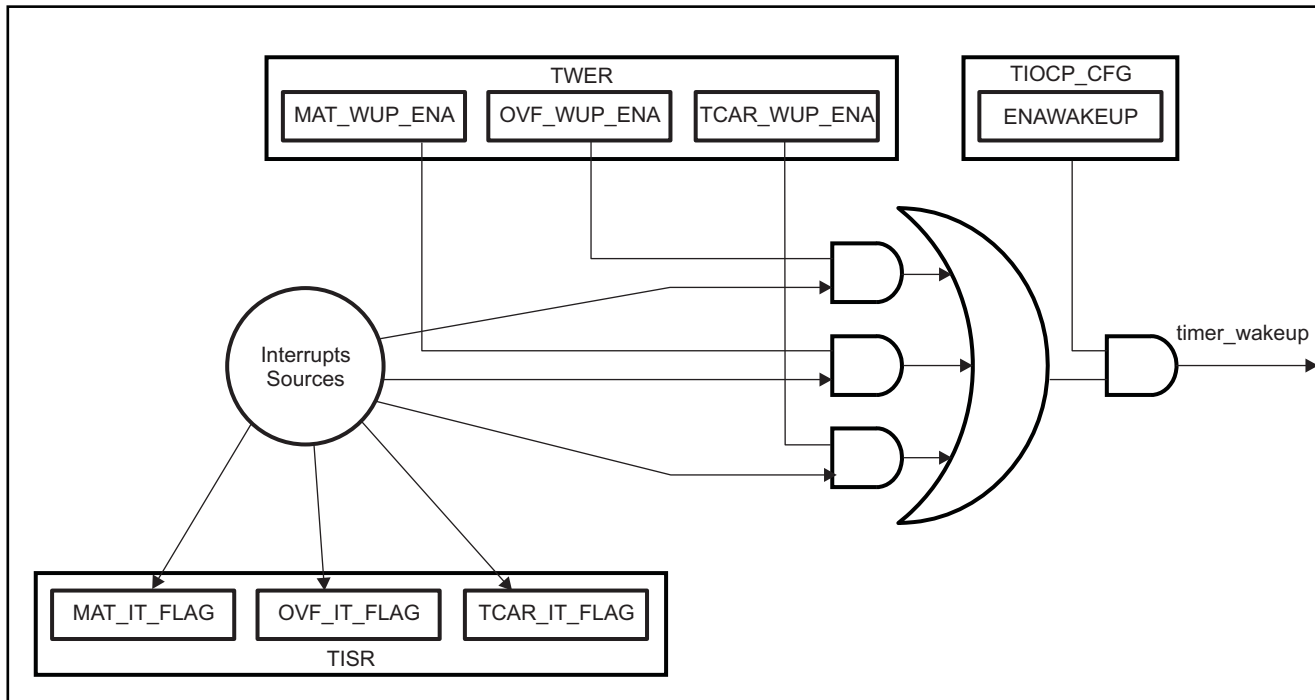 TWER
MAT_WUP_ENA
OVF_WUP_ENA
TCAR_WUP_ENA
TIOCP_CFG
ENAWAKEUP
Interrupts
Sources
timer_wakeup
MAT_IT_FLAG
OVF_IT_FLAG
TCAR_IT_FLAG
TISR